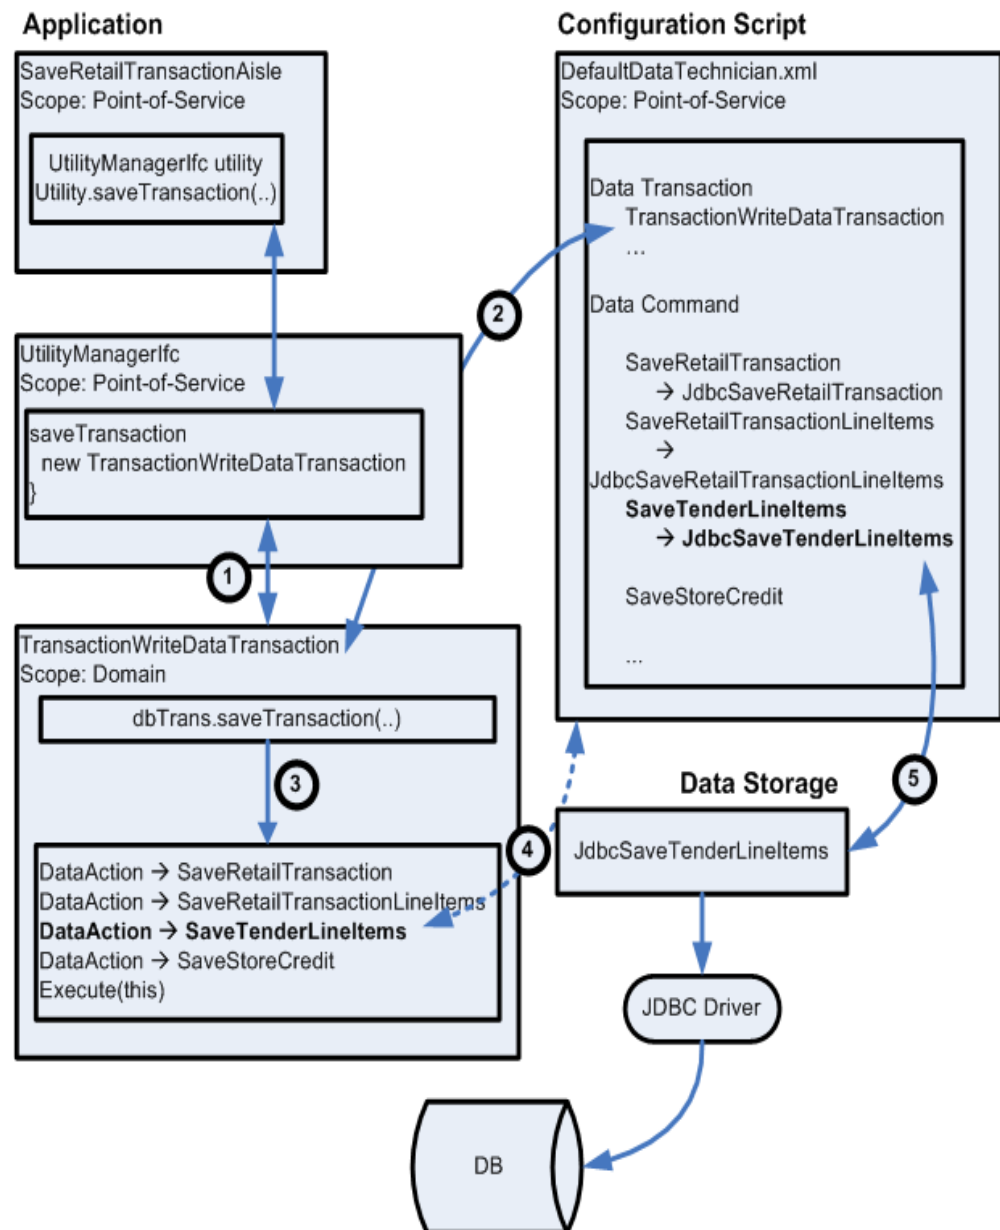 Application
SaveRetailTransactionAisle
Scope: Point-of-Service
UtilityManagerIfc utility
Utility.saveTransaction(..)
UtilityManagerIfc
Scope: Point-of-Service
saveTransaction
new TransactionWriteDataTransaction
}
1
2
TransactionWriteDataTransaction
Scope: Domain
dbTrans.saveTransaction(..)
3
DataAction → SaveRetailTransaction
DataAction → SaveRetailTransactionLineItems
DataAction → SaveTenderLineItems
DataAction → SaveStoreCredit
Execute(this)
4
Configuration Script
DefaultDataTechnician.xml
Scope: Point-of-Service
Data Transaction
TransactionWriteDataTransaction
...
Data Command
SaveRetailTransaction
→ JdbcSaveRetailTransaction
SaveRetailTransactionLineItems
→
JdbcSaveRetailTransactionLineItems
SaveTenderLineItems
→ JdbcSaveTenderLineItems
SaveStoreCredit
...
5
Data Storage
JdbcSaveTenderLineItems
JDBC Driver
DB